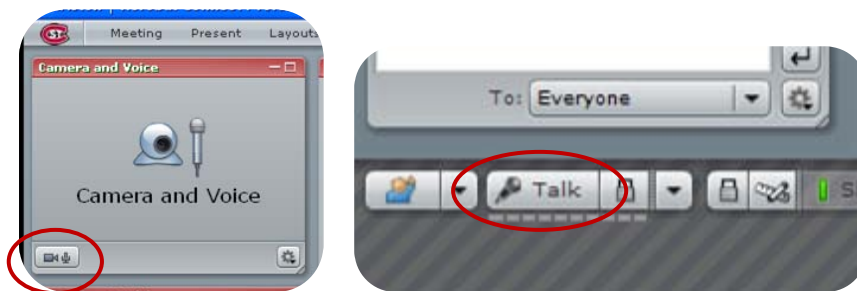 Meeting Present Layouts
Camera and Voice
Camera and Voice
To: Everyone
Talk